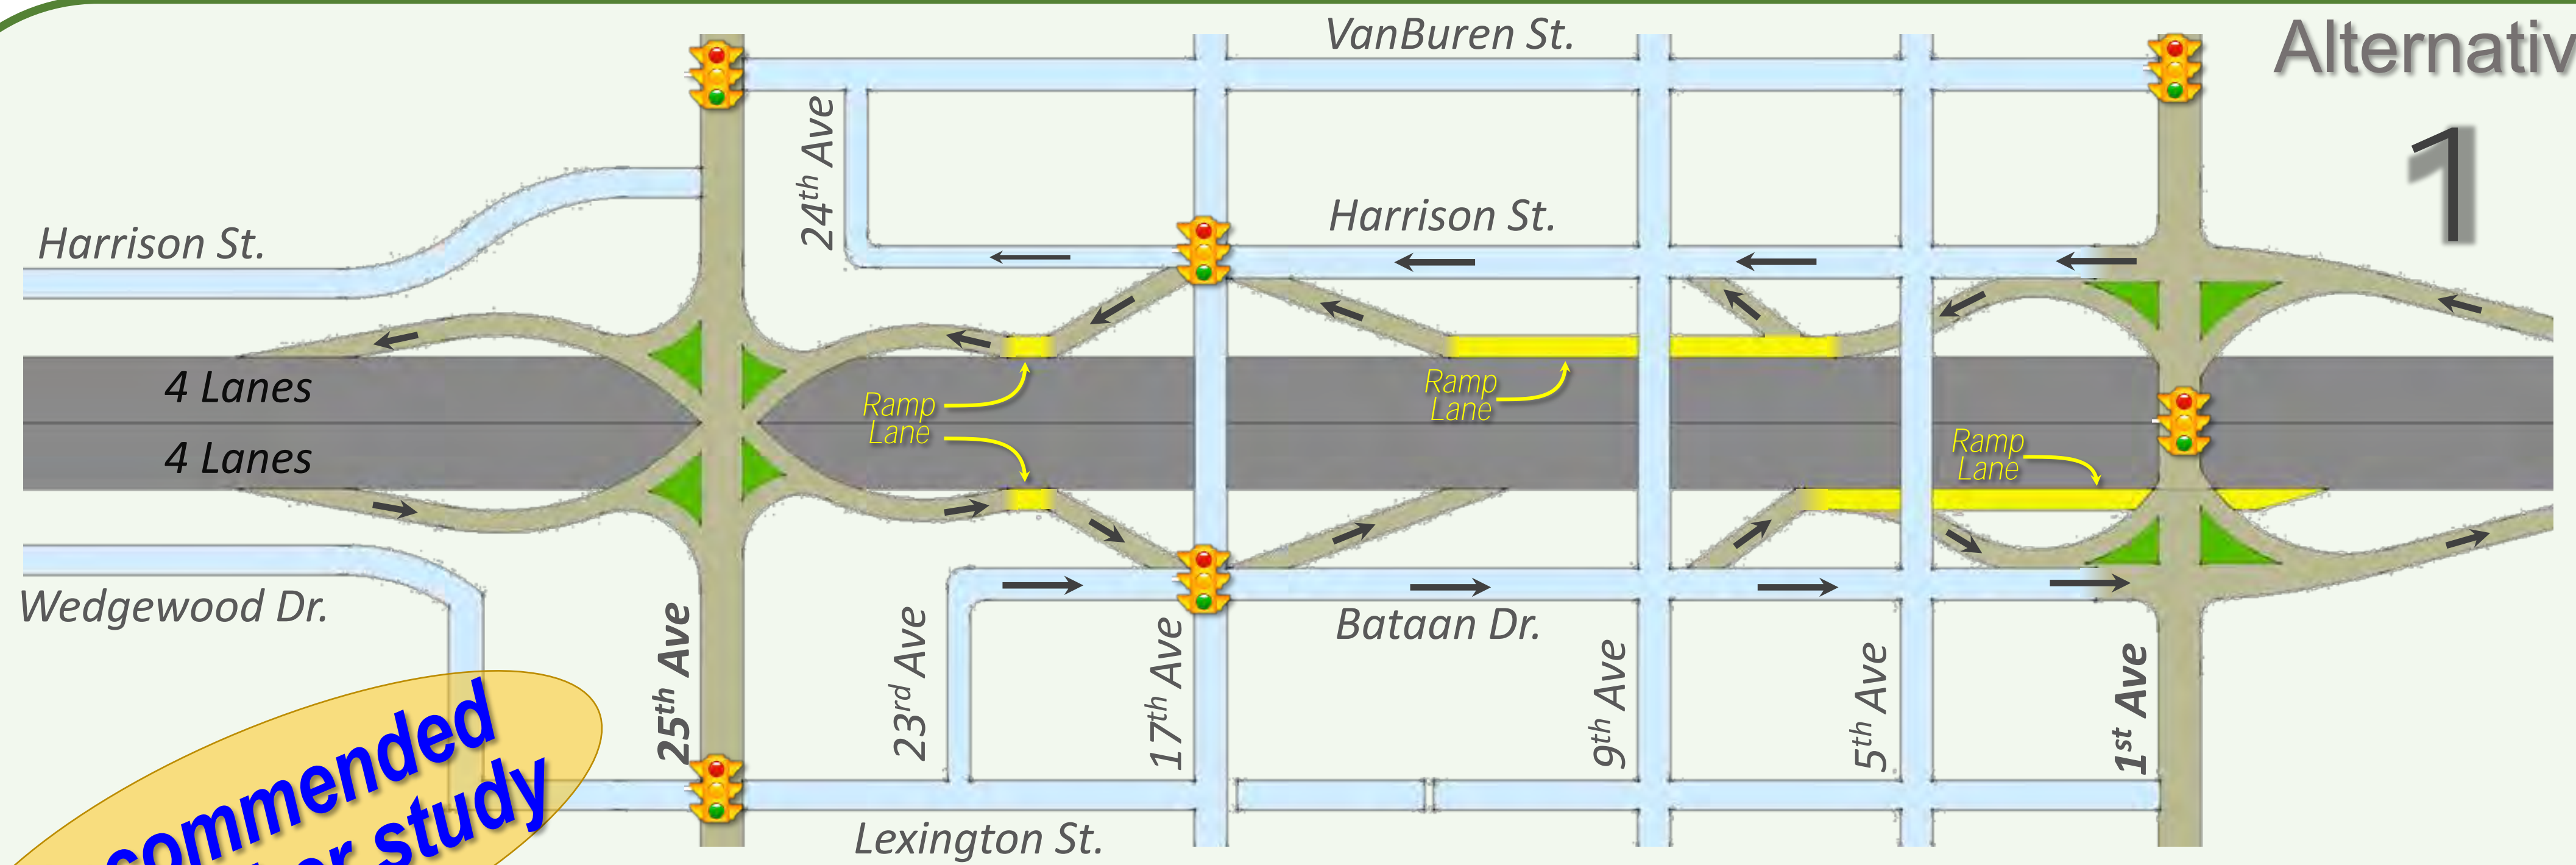 VanBuren St.
Alternativ
1
24th Ave
Harrison St.
Harrison St.
4 Lanes
4 Lanes
Ramp
Lane
Ramp
Lane
Ramp
Lane
Wedgewood Dr.
Bataan Dr.
25th Ave
23rd Ave
17th Ave
9th Ave
5th Ave
1st Ave
commended
er study
Lexington St.